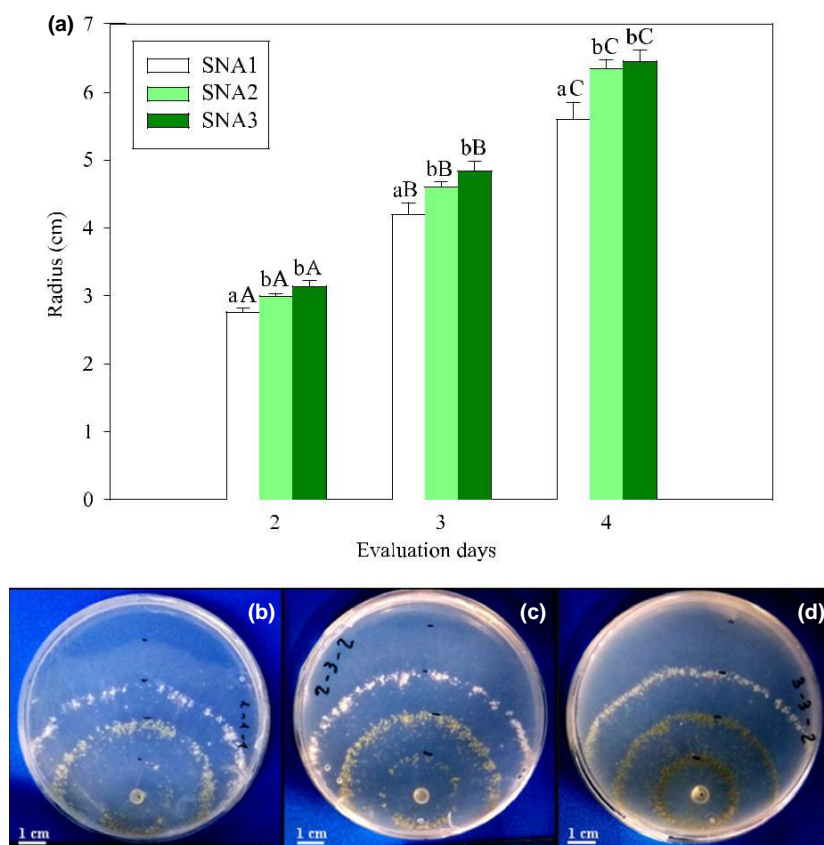 (a)
7
6
5
4
3
2
1
0
Radius (cm)
SNA1
SNA2
SNA3
aA bA bA
aB bB bB
aC bC bC
2 3 4
Evaluation days
(b) (c) (d)
2-3-2
3-3-2
1 cm 1 cm 1 cm